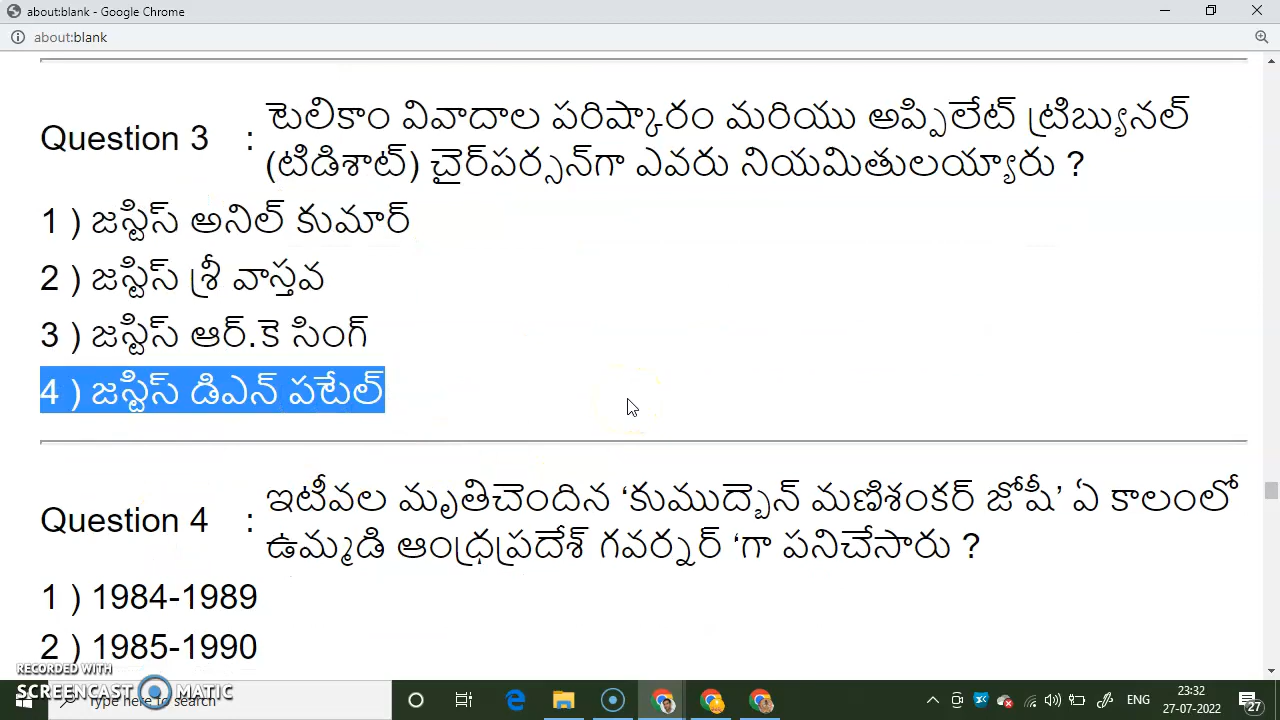 about:blank - Google Chrome
about:blank
Question 3 : టెలికాం వివాదాల పరిష్కారం మరియు అప్పిలేట్ ట్రిబ్యునల్
(టిడిశాట్) చైర్‌పర్సన్‌గా ఎవరు నియమితులయ్యారు ?
1 ) జస్టిస్ అనిల్ కుమార్
2 ) జస్టిస్ శ్రీ వాస్తవ
3 ) జస్టిస్ ఆర్.కె సింగ్
4 ) జస్టిస్ డిఎన్ పటేల్
Question 4 : ఇటీవల మృతిచెందిన ‘కుముద్బెన్ మణిశంకర్ జోషీ’ ఏ కాలంలో
ఉమ్మడి ఆంధ్రప్రదేశ్ గవర్నర్ ‘గా పనిచేసారు ?
1 ) 1984-1989
2 ) 1985-1990
RECORDED WITH
SCREENCAST MATIC
Type here to search
ENG
23:32
27-07-2022
27